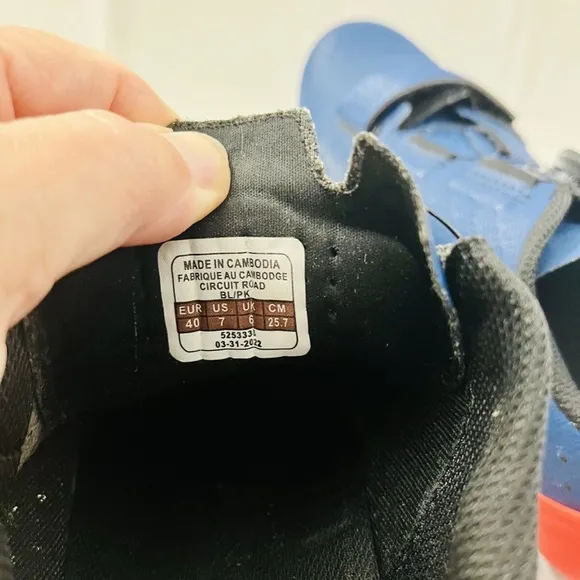 MADE IN CAMBODIA
FABRIQUE AU CAMBODGE
CIRCUIT ROAD
BL/PK
EUR US UK CM
40 7 6 25.7
5253338
03-31-2022